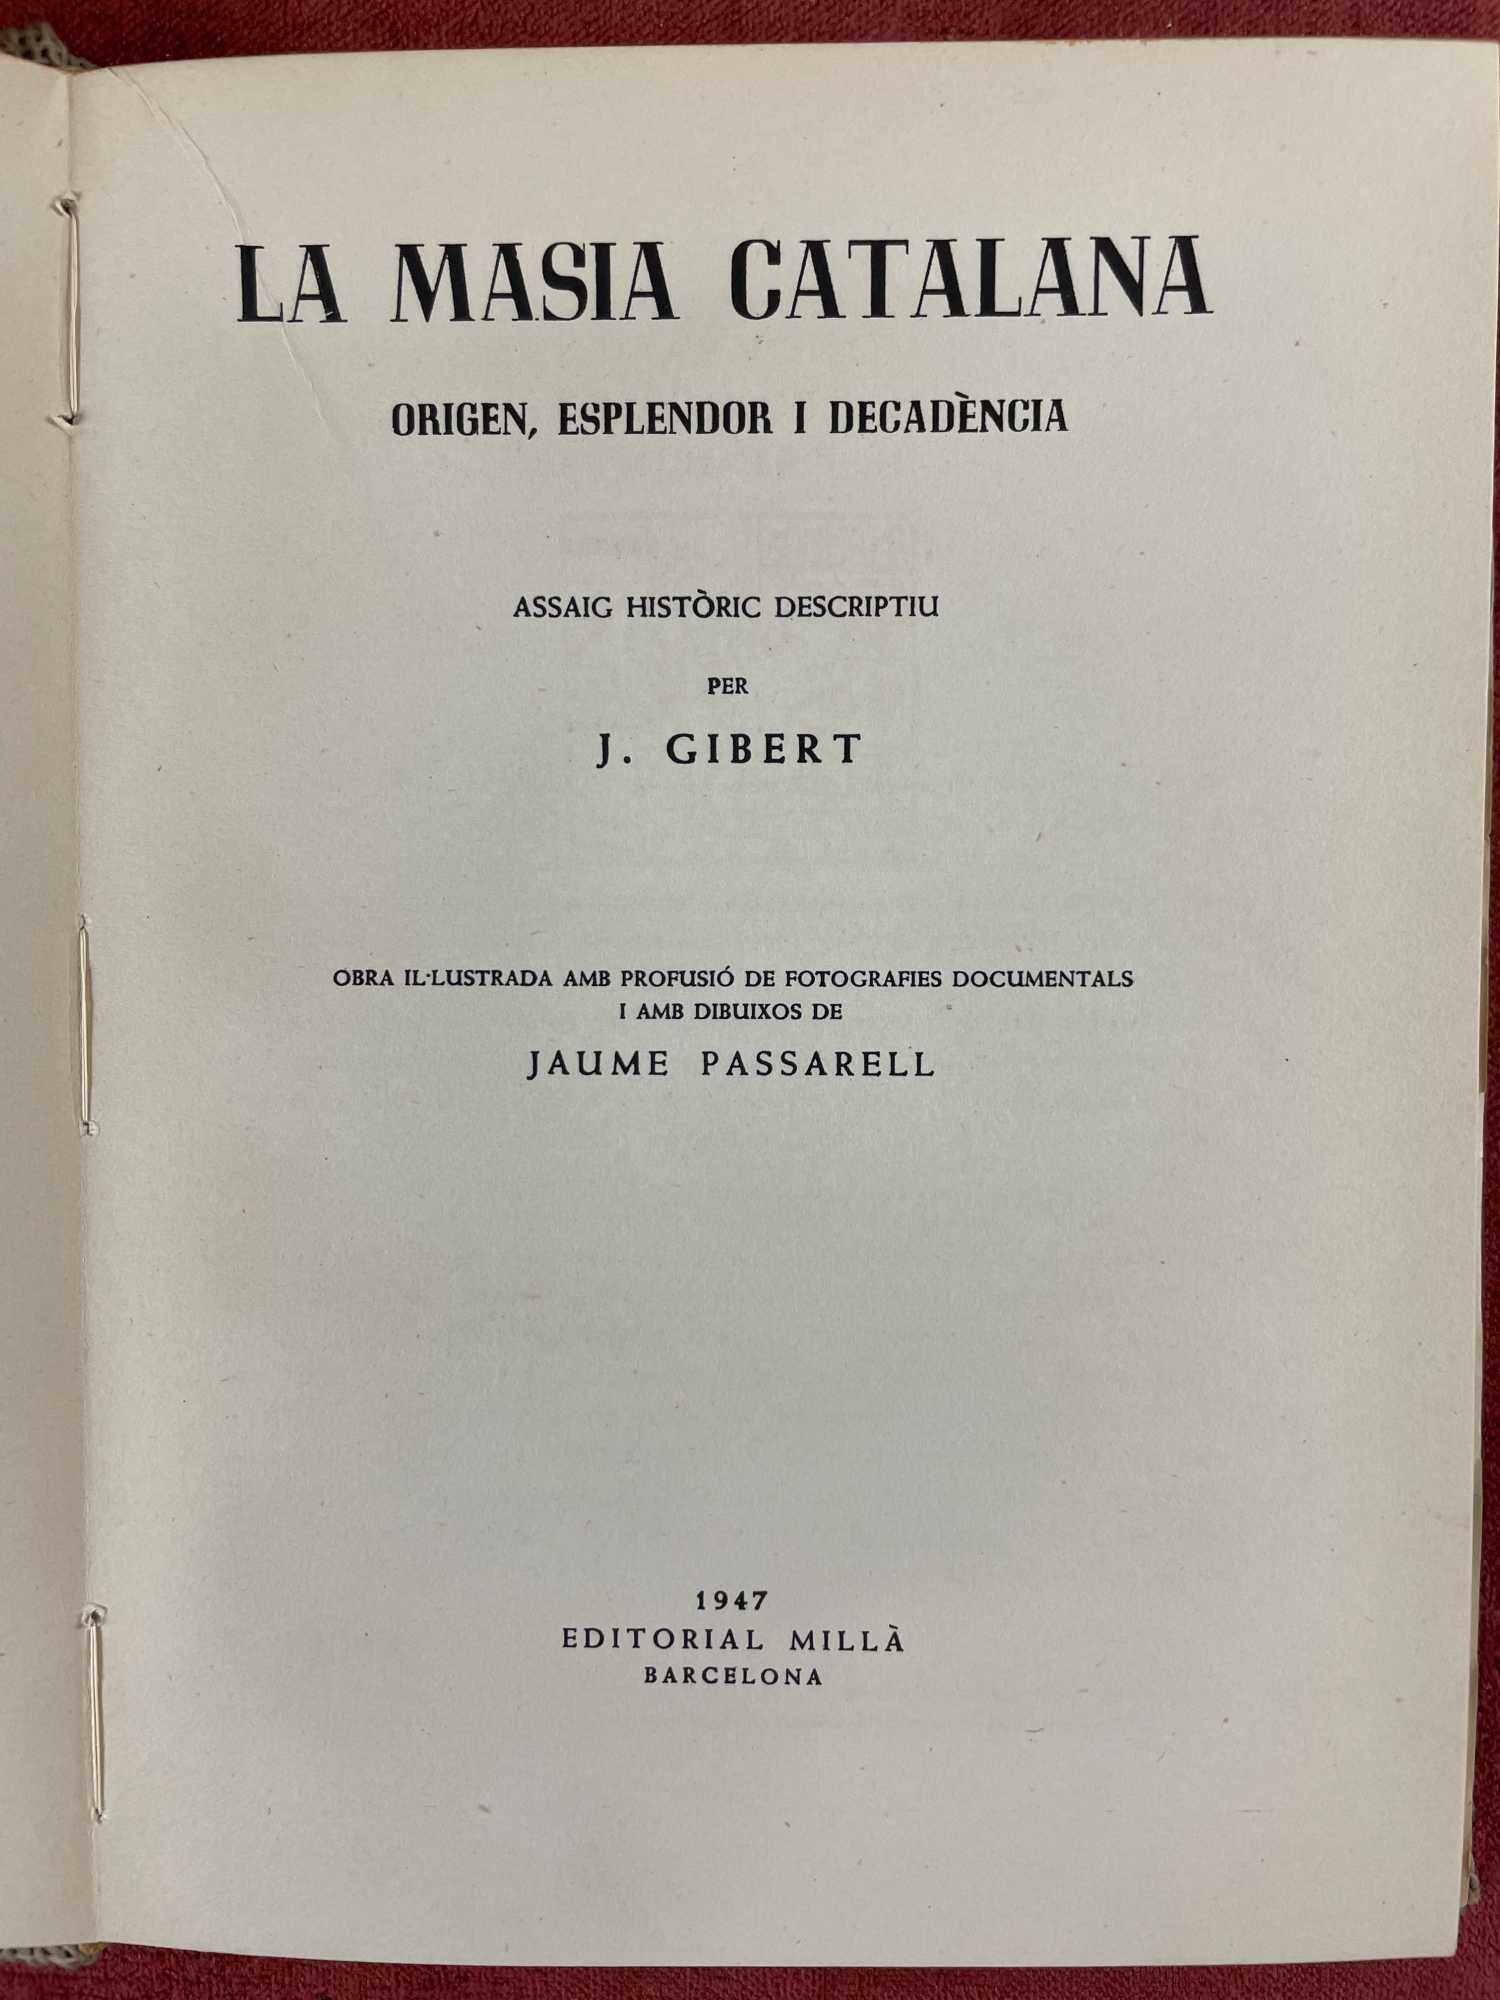 LA MASIA CATALANA
ORIGEN, ESPLENDOR I DECADÈNCIA
ASSAIG HISTÒRIC DESCRIPTIU
PER
J. GIBERT
OBRA IL·LUSTRADA AMB PROFUSIÓ DE FOTOGRAFIES DOCUMENTALS
I AMB DIBUIXOS DE
JAUME PASSARELL
1947
EDITORIAL MILLÀ
BARCELONA